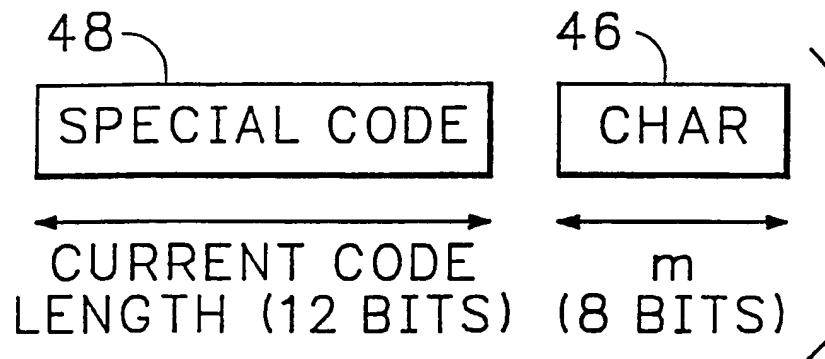 48 46
SPECIAL CODE CHAR
CURRENT CODE m
LENGTH (12 BITS) (8 BITS)